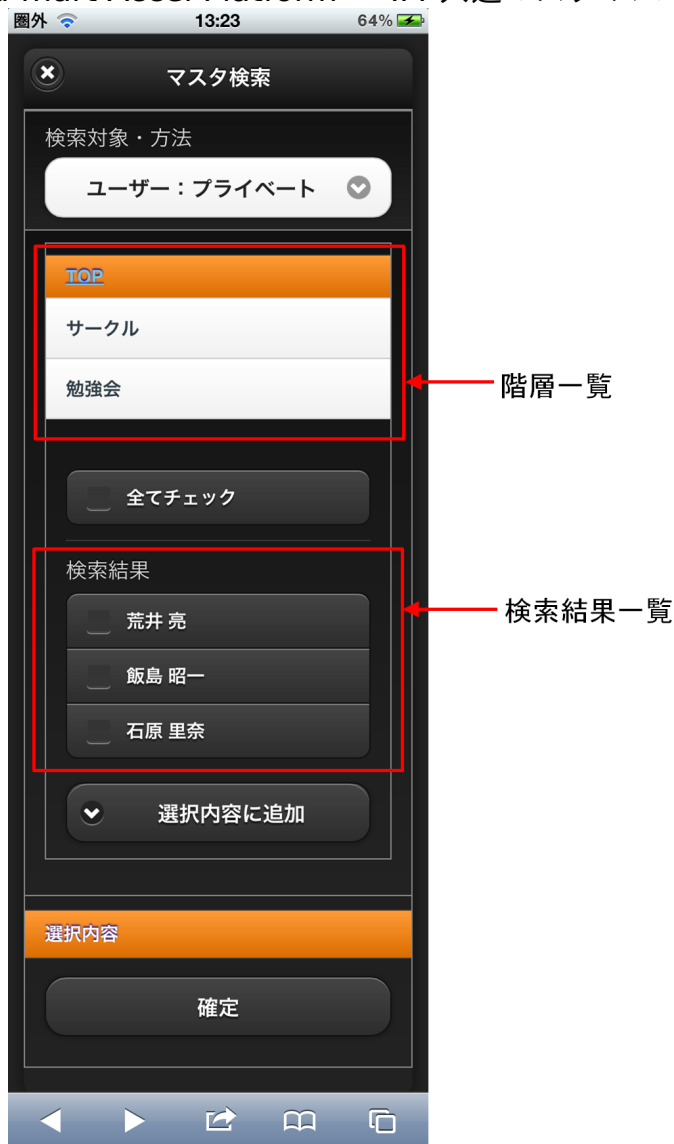 圏外 13:23 64%
マスタ検索
検索対象・方法
ユーザー：プライベート
TOP
サークル
勉強会
階層一覧
全てチェック
検索結果
検索結果一覧
荒井 亮
飯島 昭一
石原 里奈
選択内容に追加
選択内容
確定